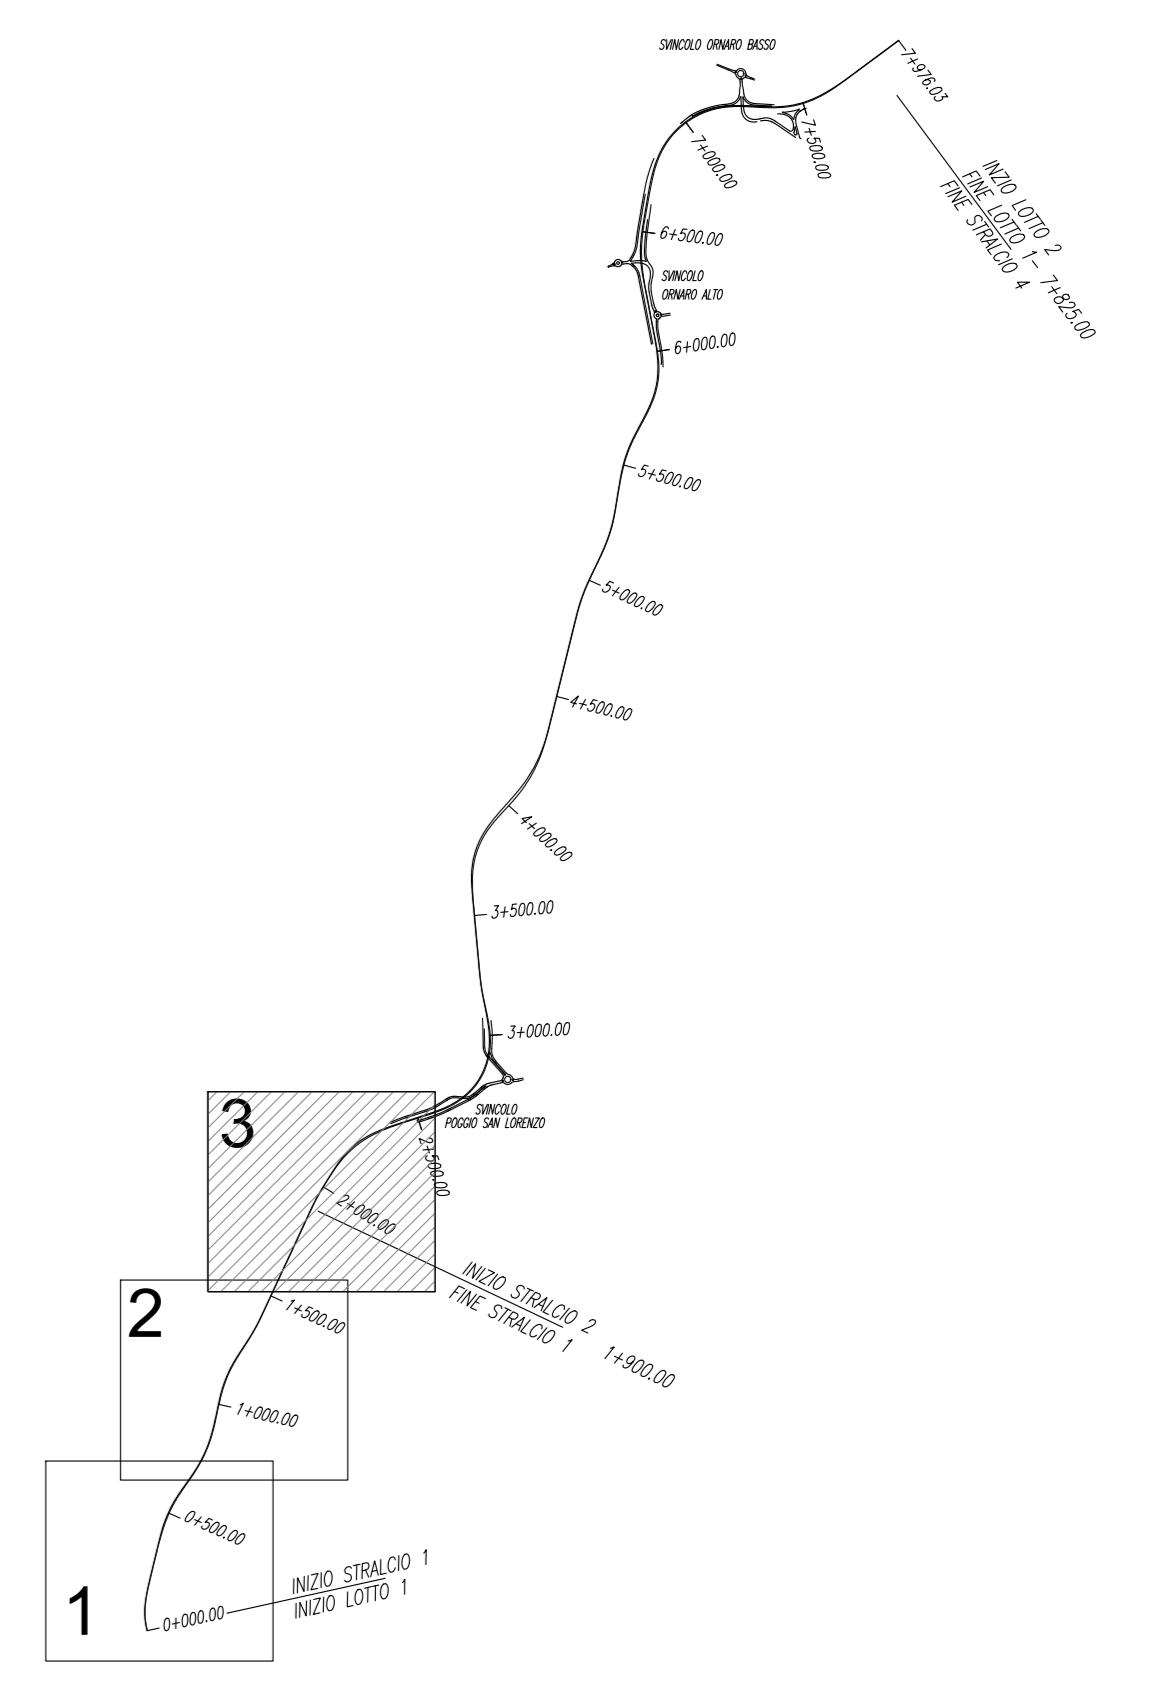 SVINCOLO ORNARO BASSO
7+976.03
7+500.00
7+000.00
INZIO LOTTO 2
FINE LOTTO 1- 7+825.00
FINE STRALCIO 4
6+500.00
SVINCOLO
ORNARO ALTO
6+000.00
5+500.00
5+000.00
4+500.00
4+000.00
3+500.00
3+000.00
SVINCOLO
POGGIO SAN LORENZO
3
2+500.00
2+000.00
INIZIO STRALCIO 2
FINE STRALCIO 1
1+900.00
2
1+500.00
1+000.00
0+500.00
INIZIO STRALCIO 1
INIZIO LOTTO 1
1
0+000.00